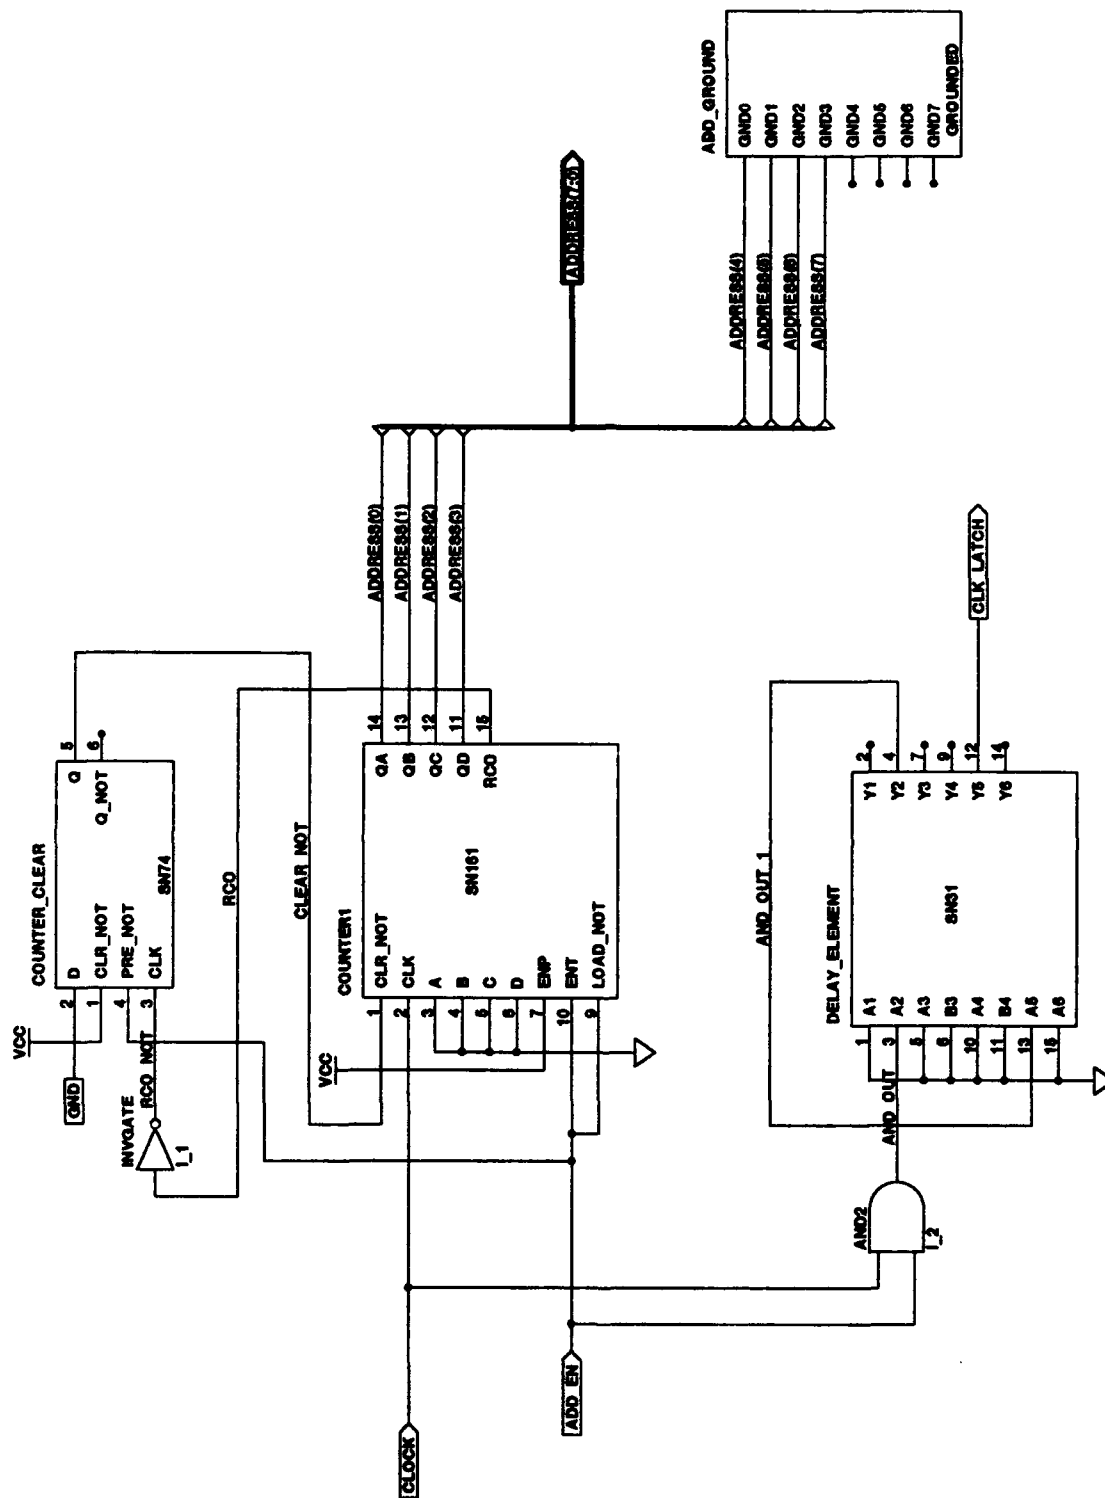 COUNTER_CLEAR
D
CLR_NOT
PRE_NOT
CLK
Q
Q_NOT
SN74
2
1
4
3
5
6
VCC
GND
RCO_NOT
INVGATE
I_1
RCO
CLEAR_NOT
COUNTER1
CLR_NOT
CLK
A
B
C
D
ENP
ENT
LOAD_NOT
SN161
QA
QB
QC
QD
RCO
1
2
3
4
5
6
7
10
9
14
13
12
11
15
VCC
ADDRESS(0)
ADDRESS(1)
ADDRESS(2)
ADDRESS(3)
ADDRESS(7:0)
ADD_GROUND
GND0
GND1
GND2
GND3
GND4
GND5
GND6
GND7
GROUNDED
ADDRESS(4)
ADDRESS(5)
ADDRESS(6)
ADDRESS(7)
CLOCK
ADD_EN
AND2
I_2
AND_OUT
AND_OUT_1
DELAY_ELEMENT
A1
A2
A3
B3
A4
B4
A5
A6
SN31
Y1
Y2
Y3
Y4
Y5
Y6
1
3
5
6
10
11
13
15
2
4
7
9
12
14
CLK_LATCH